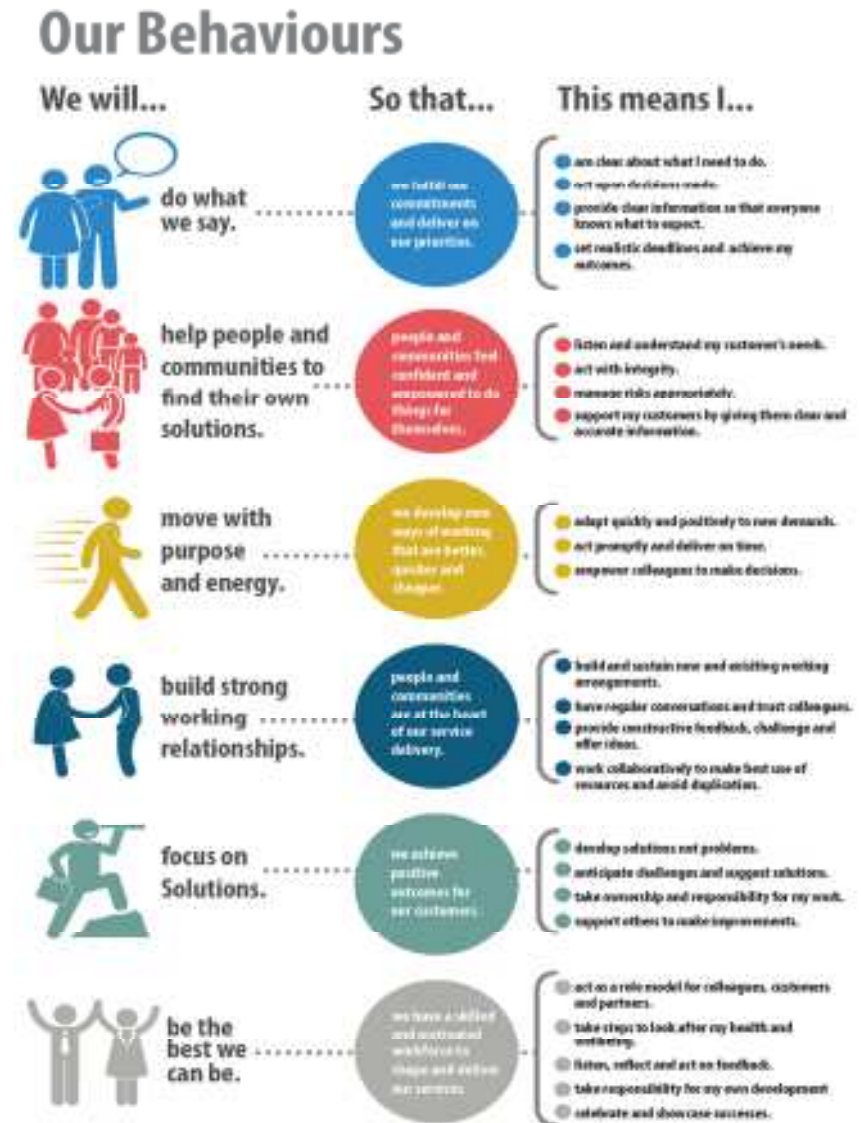 Our Behaviours
We will...
So that...
This means I...
do what
we say.
we fulfil our
commitments
and deliver on
our priorities.
am clear about what I need to do.
act upon decisions made.
provide clear information so that everyone
knows what to expect.
set realistic deadlines and achieve my
outcomes.
help people and
communities to
find their own
solutions.
people and
communities feel
confident and
empowered to do
things for
themselves.
listen and understand my customer's needs.
act with integrity.
manage risks appropriately.
support my customers by giving them clear and
accurate information.
move with
purpose
and energy.
we develop new
ways of working
that are better,
quicker and
cheaper.
adapt quickly and positively to new demands.
act promptly and deliver on time.
empower colleagues to make decisions.
build strong
working
relationships.
people and
communities
are at the heart
of our service
delivery.
build and sustain new and existing working
arrangements.
have regular conversations and trust colleagues.
provide constructive feedback, challenge and
offer ideas.
work collaboratively to make best use of
resources and avoid duplication.
focus on
Solutions.
we achieve
positive
outcomes for
our customers.
develop solutions not problems.
anticipate challenges and suggest solutions.
take ownership and responsibility for my work.
support others to make improvements.
be the
best we
can be.
we have a skilled
and motivated
workforce to
shape and deliver
our services.
act as a role model for colleagues, customers
and partners.
take steps to look after my health and
wellbeing.
listen, reflect and act on feedback.
take responsibility for my own development
celebrate and showcase successes.